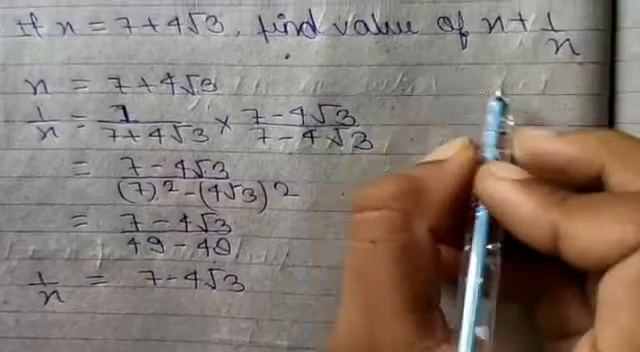 If n = 7+4√3, find value of n + 1/n
n = 7+4√3
1/n = 1/7+4√3 × 7-4√3/7-4√3
= 7-4√3/(7)²-(4√3)²
= 7-4√3/49-48
1/n = 7-4√3